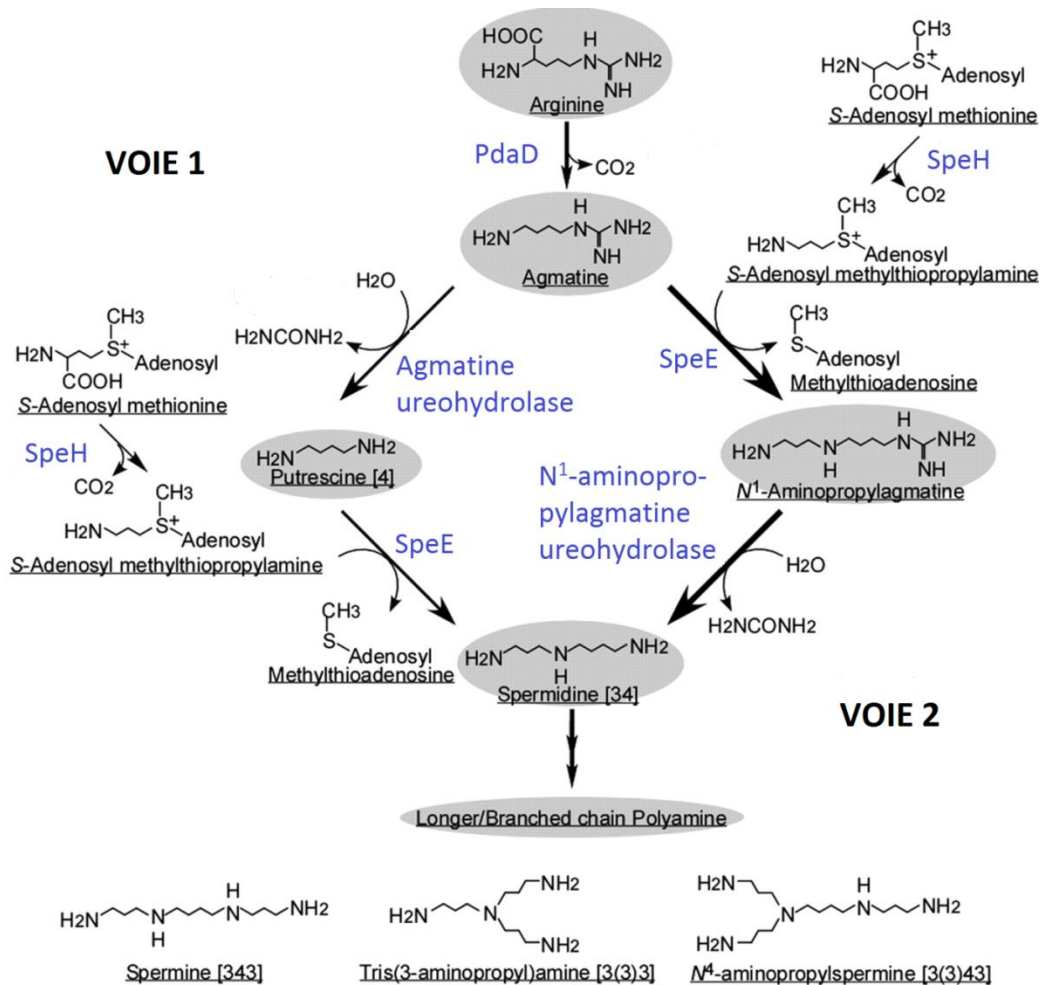 HOOC
H
H2N
N
NH2
NH
Arginine
CH3
S+
H2N
Adenosyl
COOH
S-Adenosyl methionine
VOIE 1
PdaD
CO2
SpeH
CO2
H
H2N
N
NH2
NH
Agmatine
CH3
H2N
S+
Adenosyl
S-Adenosyl methylthiopropylamine
H2O
H2NCONH2
CH3
S
Adenosyl
Methylthioadenosine
CH3
H2N
S+
Adenosyl
COOH
S-Adenosyl methionine
Agmatine
ureohydrolase
SpeE
SpeH
CO2
CH3
H2N
S+
Adenosyl
S-Adenosyl methylthiopropylamine
H2N
NH2
Putrescine [4]
H
H2N
N
N
NH2
H
NH
N1-Aminopropylagmatine
N1-aminopro-
pylagmatine
ureohydrolase
SpeE
H2O
H2NCONH2
CH3
S
Adenosyl
Methylthioadenosine
H2N
N
NH2
H
Spermidine [34]
VOIE 2
Longer/Branched chain Polyamine
H
H2N
N
N
NH2
H
Spermine [343]
NH2
H2N
N
NH2
Tris(3-aminopropyl)amine [3(3)3]
H2N
H
N
N
NH2
H2N
N4-aminopropylspermine [3(3)43]